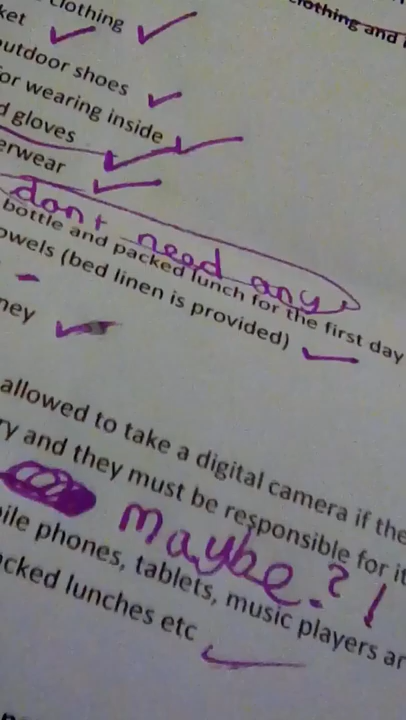 clothing
clothing and
ket
outdoor shoes
for wearing inside
d gloves
erwear
don't need any
bottle and packed lunch for the first day
owels (bed linen is provided)
ney
allowed to take a digital camera if the
ry and they must be responsible for it
maybe?!
ile phones, tablets, music players ar
cked lunches etc